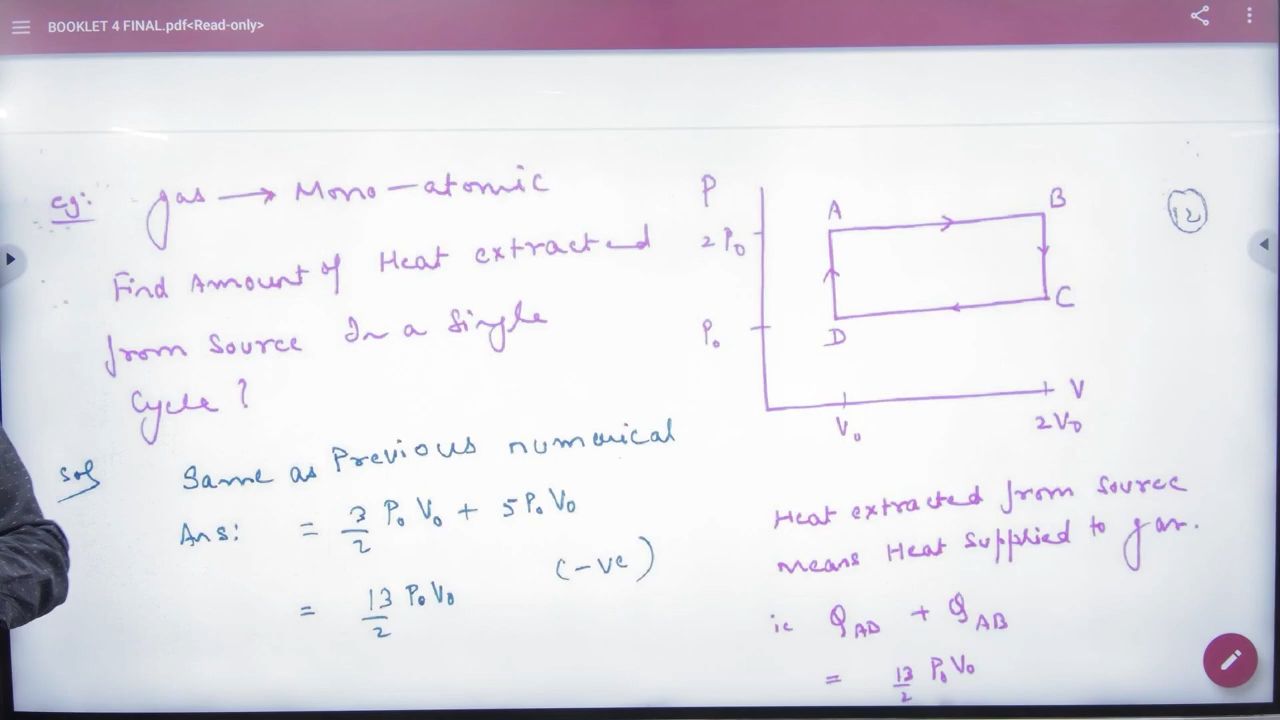 BOOKLET 4 FINAL.pdf<Read-only>
eg: gas → Mono-atomic
Find Amount of Heat extracted
from Source In a Single
Cycle ?
Sol Same as Previous numerical
Ans: = 3/2 P₀V₀ + 5P₀V₀
(-ve)
= 13/2 P₀V₀
P
2P₀
P₀
A
B
C
D
V
V₀
2V₀
12
Heat extracted from source
means Heat supplied to gas.
ie Q_AD + Q_AB
= 13/2 P₀V₀